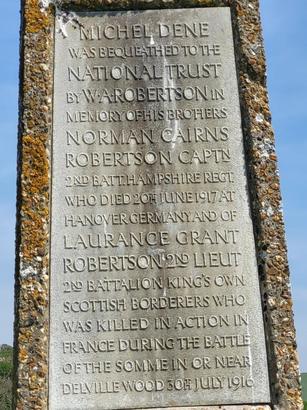 MICHEL DENE
WAS BEQUEATHED TO THE
NATIONAL TRUST
BY W.A.ROBERTSON IN
MEMORY OF HIS BROTHERS
NORMAN CAIRNS
ROBERTSON CAPTN
2ND BATT. HAMPSHIRE REGT.
WHO DIED 20TH JUNE 1917 AT
HANOVER GERMANY AND OF
LAURANCE GRANT
ROBERTSON 2ND LIEUT
2ND BATTALION KING'S OWN
SCOTTISH BORDERERS WHO
WAS KILLED IN ACTION IN
FRANCE DURING THE BATTLE
OF THE SOMME IN OR NEAR
DELVILLE WOOD 30TH JULY 1916